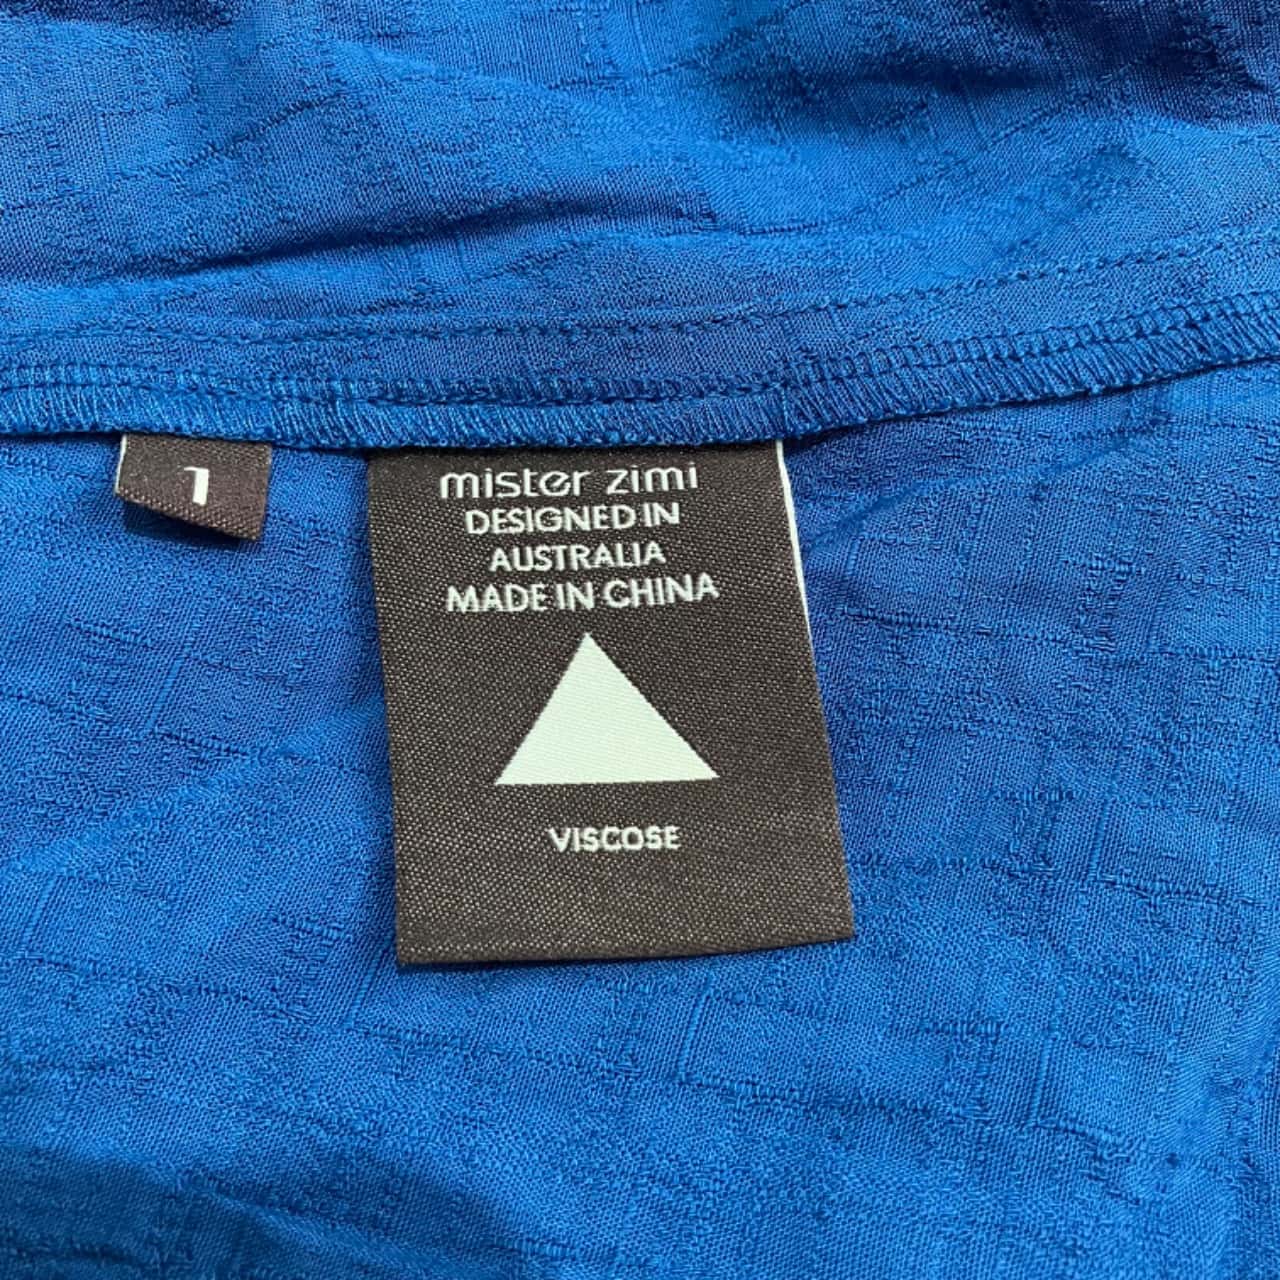 1
mister zimi
DESIGNED IN
AUSTRALIA
MADE IN CHINA
VISCOSE